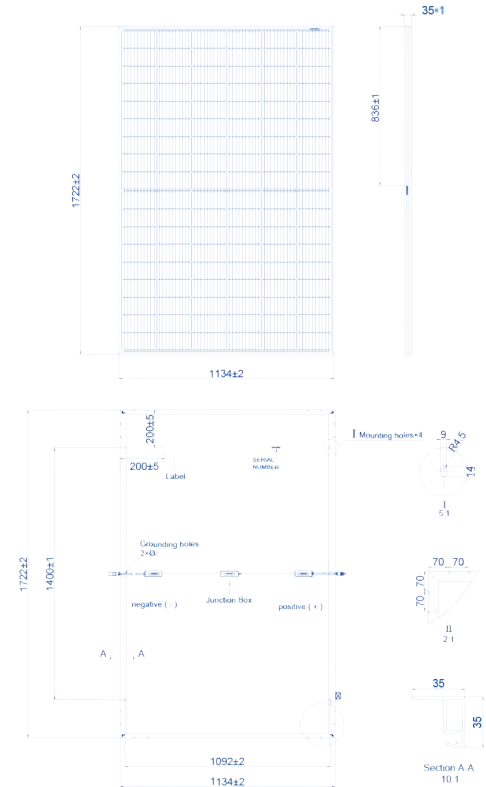 35+1
836±1
1722±2
1134±2
200±5
200±5
Label
SERIAL
NUMBER
I Mounting holes×4
9
R4.5
14
I
5:1
1722±2
1400±1
Grounding holes
2×Ø
negative ( - )
Junction Box
positive ( + )
70 70
70 70
II
2:1
A A
35
35
Section A-A
10:1
1092±2
1134±2